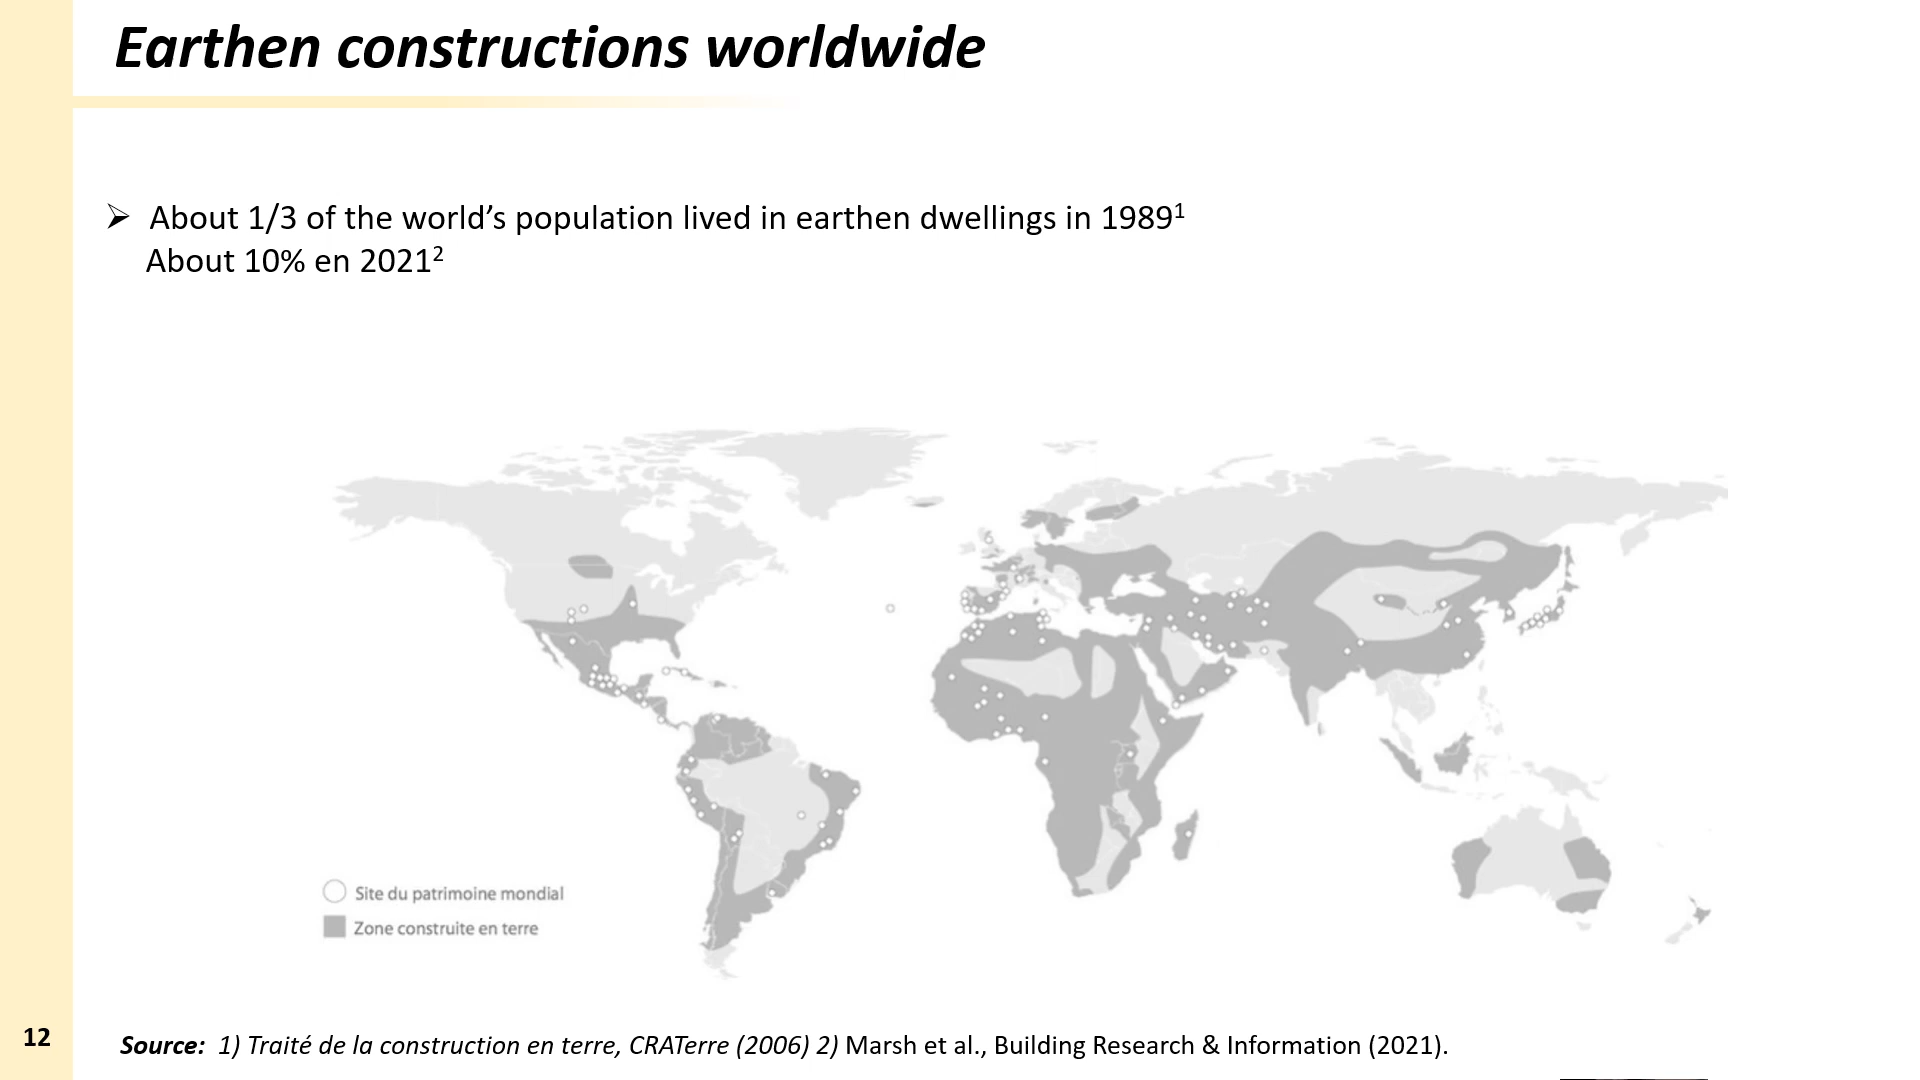 Earthen constructions worldwide
➢ About 1/3 of the world’s population lived in earthen dwellings in 1989¹
About 10% en 2021²
Site du patrimoine mondial
Zone construite en terre
12
Source: 1) Traité de la construction en terre, CRATerre (2006) 2) Marsh et al., Building Research & Information (2021).